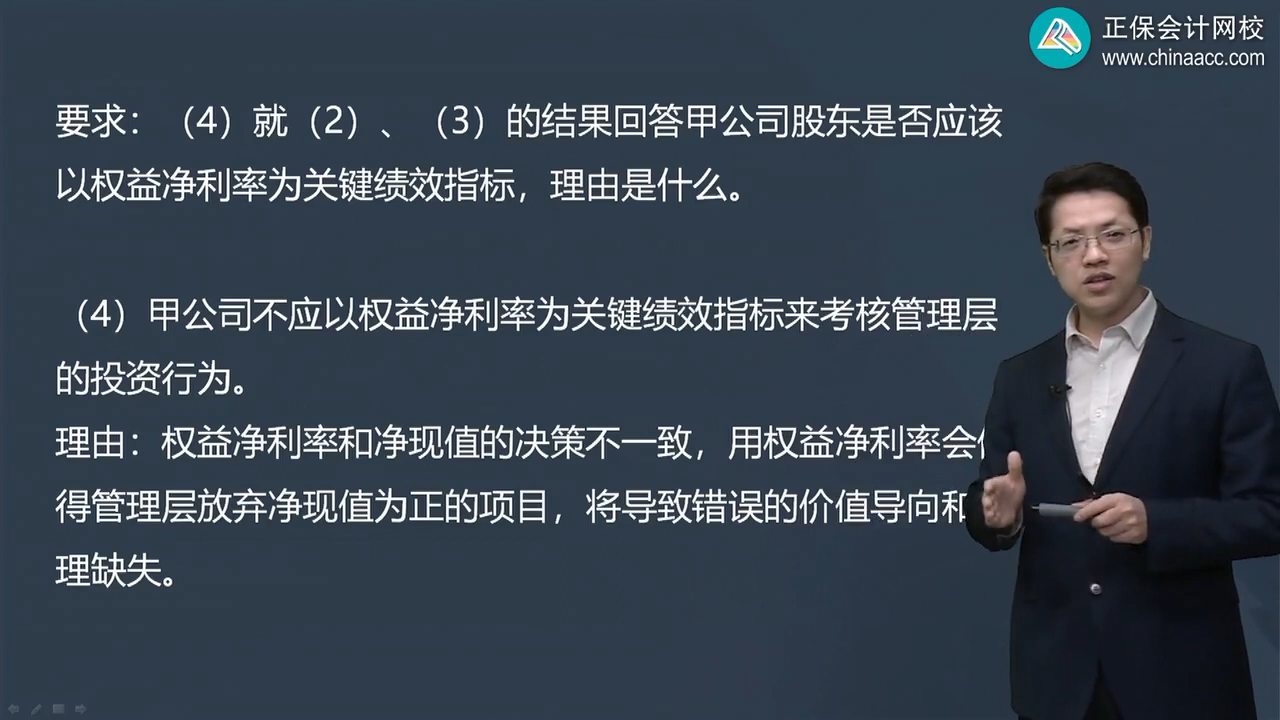 正保会计网校
www.chinaacc.com
要求：（4）就（2）、（3）的结果回答甲公司股东是否应该
以权益净利率为关键绩效指标，理由是什么。
（4）甲公司不应以权益净利率为关键绩效指标来考核管理层
的投资行为。
理由：权益净利率和净现值的决策不一致，用权益净利率会
得管理层放弃净现值为正的项目，将导致错误的价值导向和
理缺失。